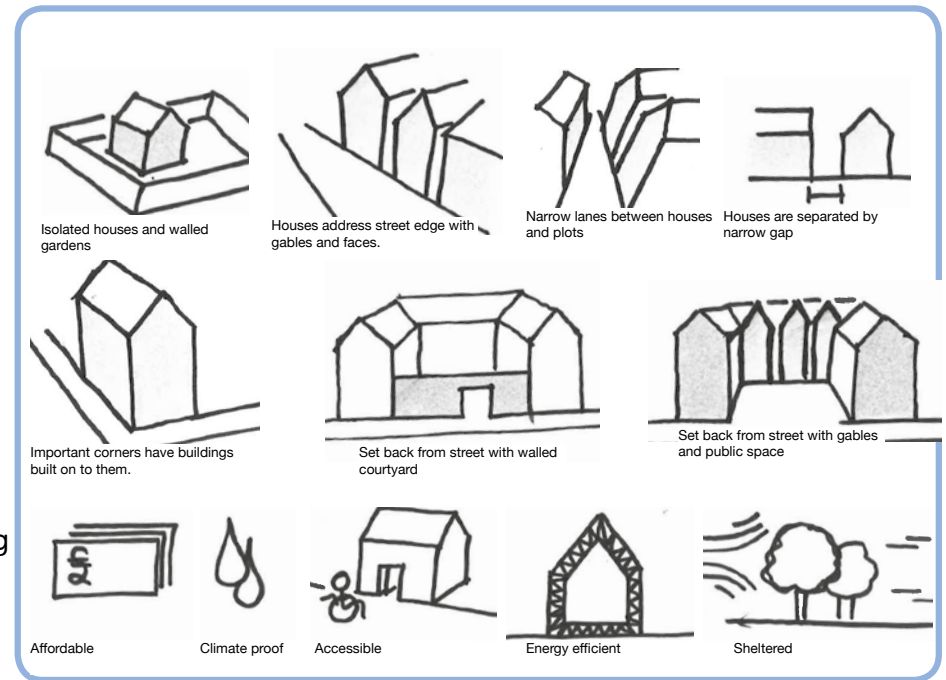 Isolated houses and walled
gardens
Houses address street edge with
gables and faces.
Narrow lanes between houses
and plots
Houses are separated by
narrow gap
Important corners have buildings
built on to them.
Set back from street with walled
courtyard
Set back from street with gables
and public space
g
£
Affordable
Climate proof
Accessible
Energy efficient
Sheltered